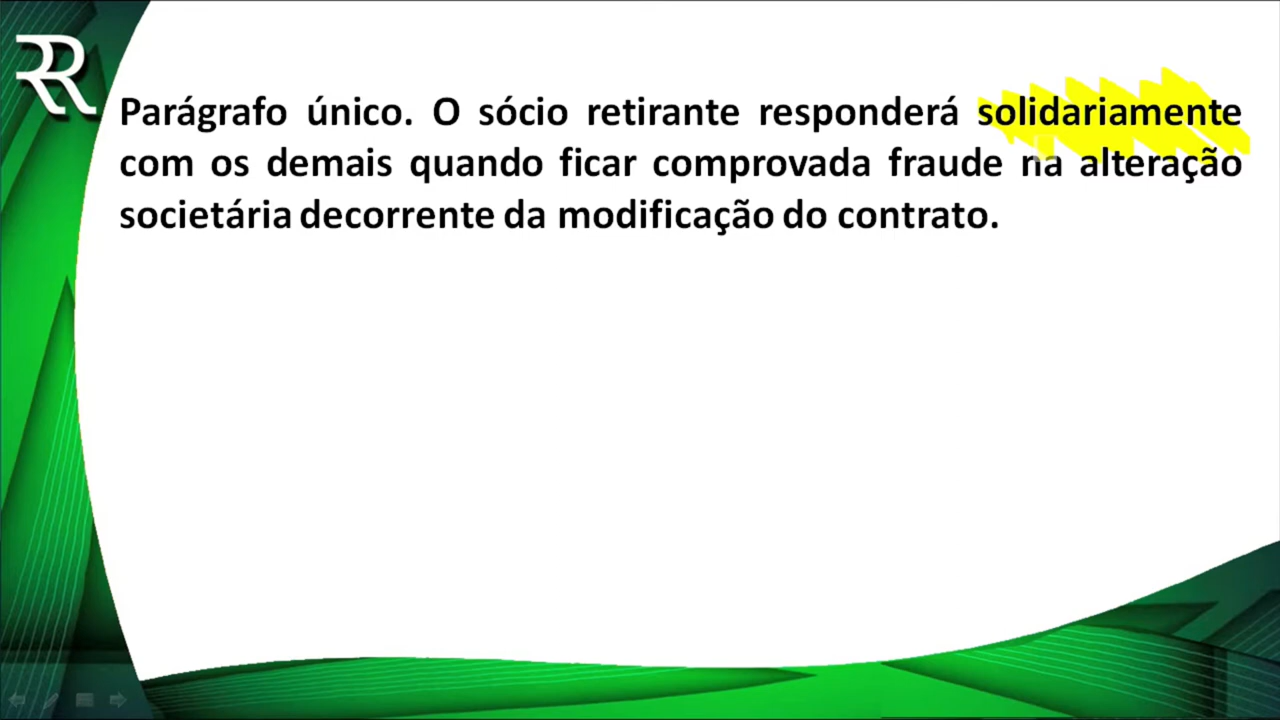 Parágrafo único. O sócio retirante responderá solidariamente
com os demais quando ficar comprovada fraude na alteração
societária decorrente da modificação do contrato.